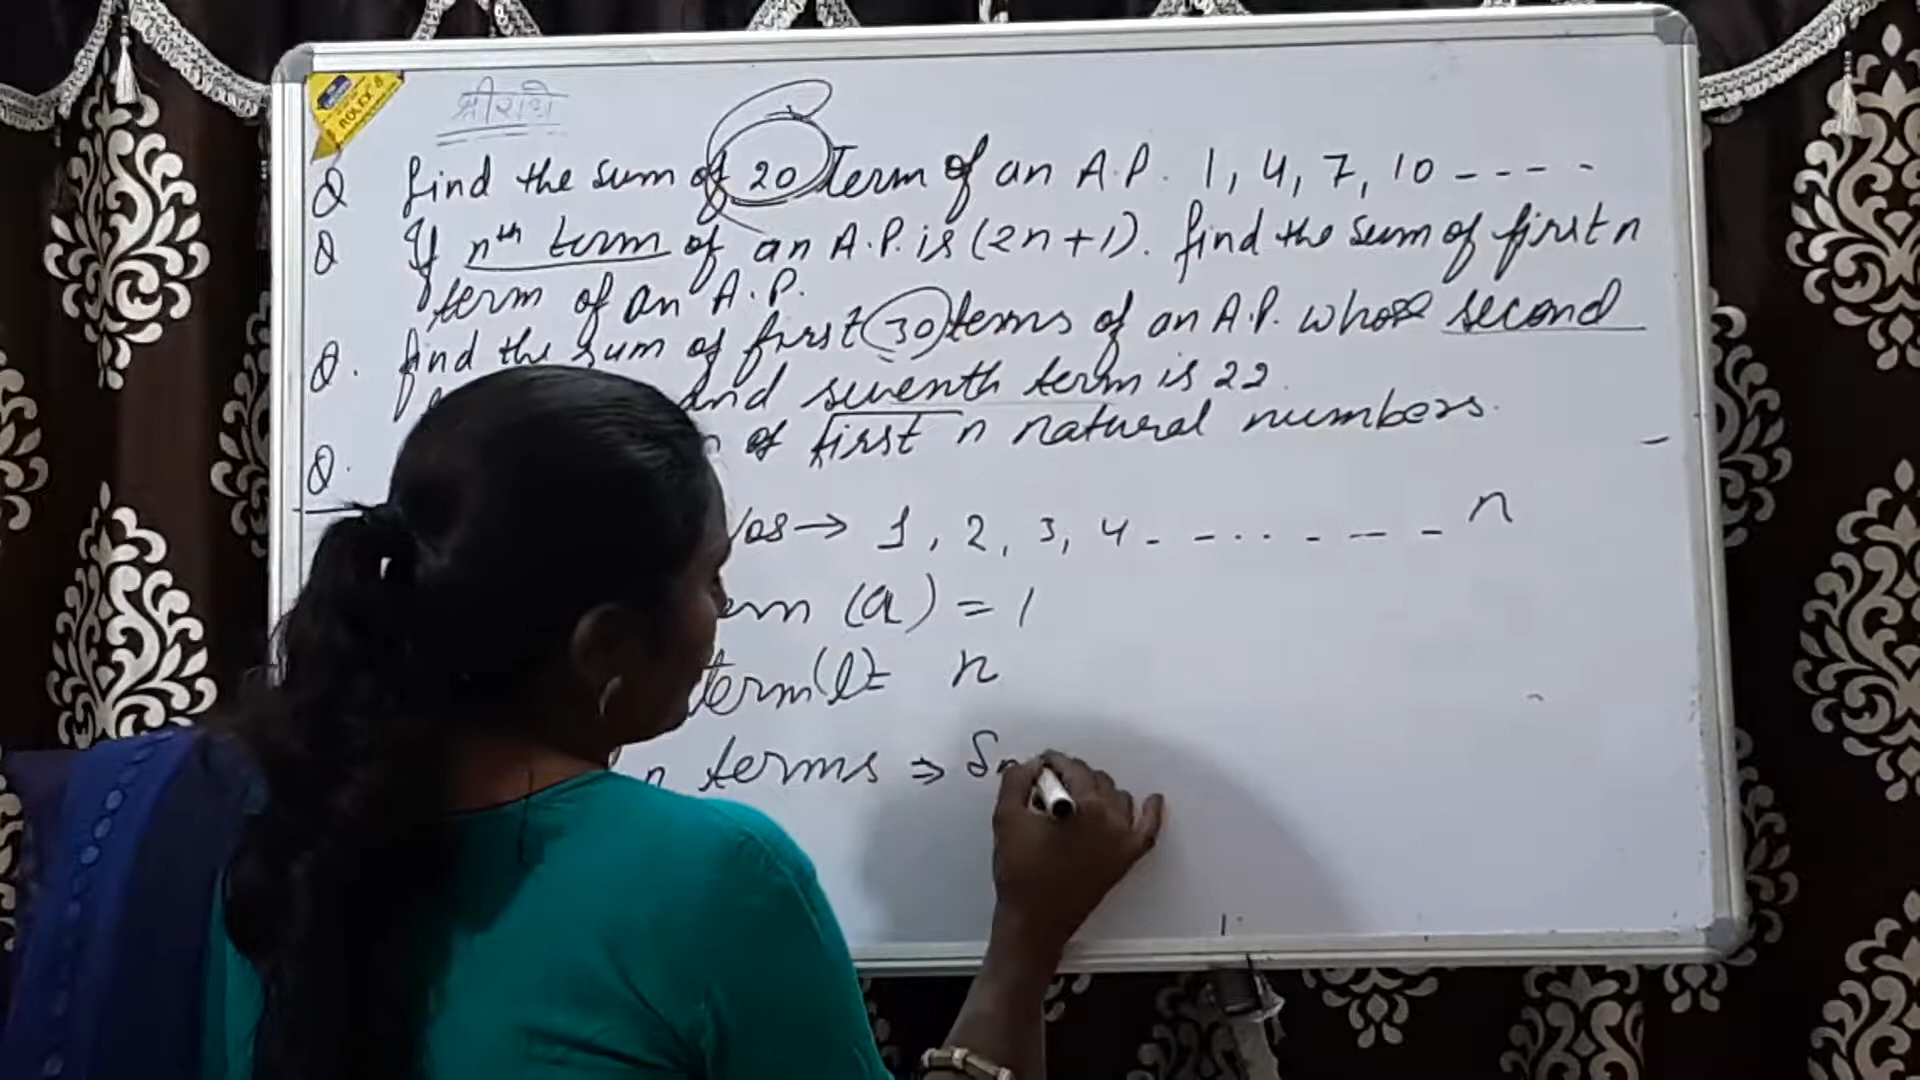 ROLEX
श्रीराधे
Q find the sum of 20 term of an A.P. 1, 4, 7, 10 - - - -
Q If nth term of an A.P. is (2n+1). find the sum of first n
term of an A.P.
Q. find the sum of first 30 terms of an A.P. whose second
and seventh term is 22.
Q. of first n natural numbers.
→ 1, 2, 3, 4 - - - - - - - n
(a) = 1
term (l) = n
n terms ⇒ Sn